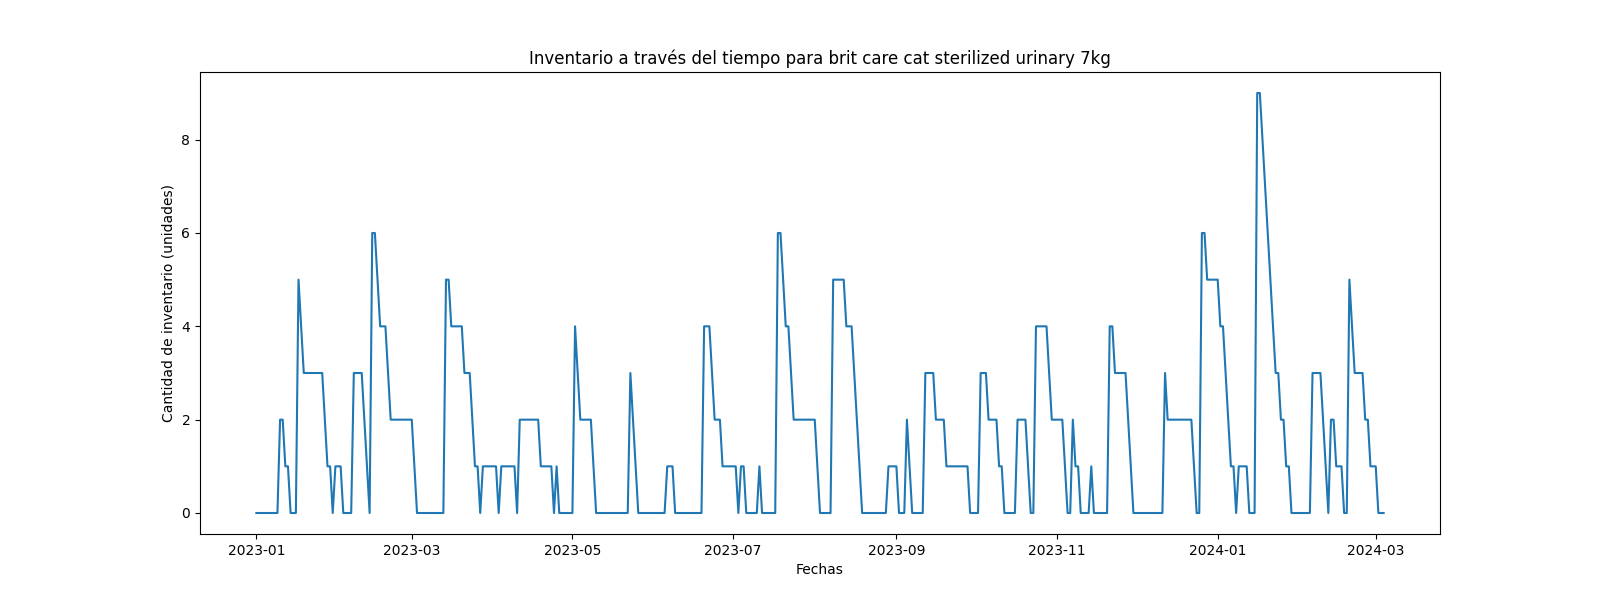 Inventario a través del tiempo para brit care cat sterilized urinary 7kg
Cantidad de inventario (unidades)
8
6
4
2
0
2023-01 2023-03 2023-05 2023-07 2023-09 2023-11 2024-01 2024-03
Fechas